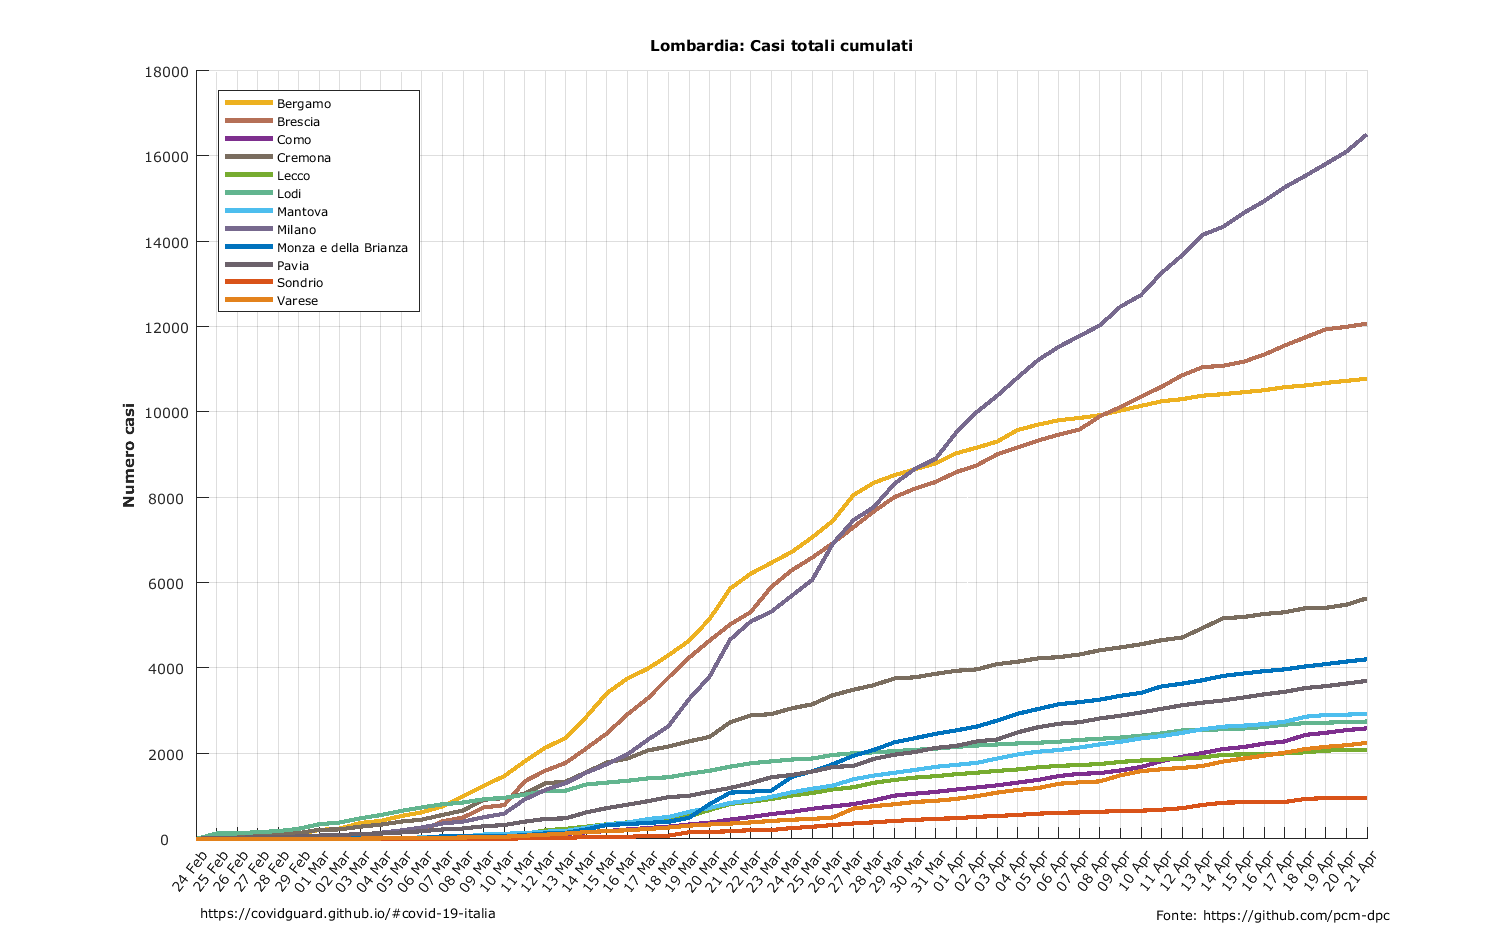 Lombardia: Casi totali cumulati
18000
16000
14000
12000
10000
8000
6000
4000
2000
0
Numero casi
Bergamo
Brescia
Como
Cremona
Lecco
Lodi
Mantova
Milano
Monza e della Brianza
Pavia
Sondrio
Varese
24 Feb
25 Feb
26 Feb
27 Feb
28 Feb
29 Feb
01 Mar
02 Mar
03 Mar
04 Mar
05 Mar
06 Mar
07 Mar
08 Mar
09 Mar
10 Mar
11 Mar
12 Mar
13 Mar
14 Mar
15 Mar
16 Mar
17 Mar
18 Mar
19 Mar
20 Mar
21 Mar
22 Mar
23 Mar
24 Mar
25 Mar
26 Mar
27 Mar
28 Mar
29 Mar
30 Mar
31 Mar
01 Apr
02 Apr
03 Apr
04 Apr
05 Apr
06 Apr
07 Apr
08 Apr
09 Apr
10 Apr
11 Apr
12 Apr
13 Apr
14 Apr
15 Apr
16 Apr
17 Apr
18 Apr
19 Apr
20 Apr
21 Apr
https://covidguard.github.io/#covid-19-italia
Fonte: https://github.com/pcm-dpc